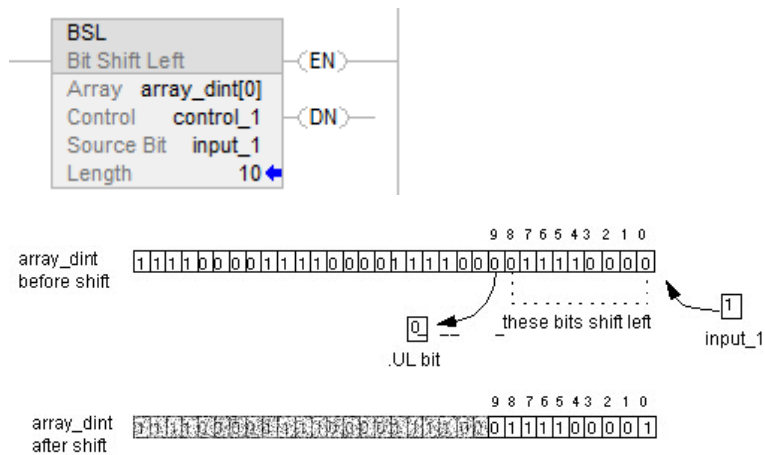 BSL
Bit Shift Left
EN
Array array_dint[0]
Control control_1
DN
Source Bit input_1
Length 10
9 8 7 6 5 4 3 2 1 0
array_dint
before shift
1 1 1 1 0 0 0 0 1 1 1 1 0 0 0 0 1 1 1 1 0 0 0 0 1 1 1 1 0 0 0 0
0
these bits shift left
1
input_1
.UL bit
9 8 7 6 5 4 3 2 1 0
array_dint
after shift
0 1 1 1 1 0 0 0 0 1